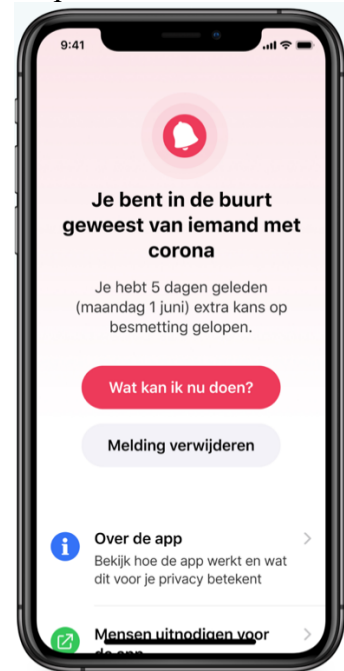 9:41
Je bent in de buurt
geweest van iemand met
corona
Je hebt 5 dagen geleden
(maandag 1 juni) extra kans op
besmetting gelopen.
Wat kan ik nu doen?
Melding verwijderen
Over de app
Bekijk hoe de app werkt en wat
dit voor je privacy betekent
Mensen uitnodigen voor
de app